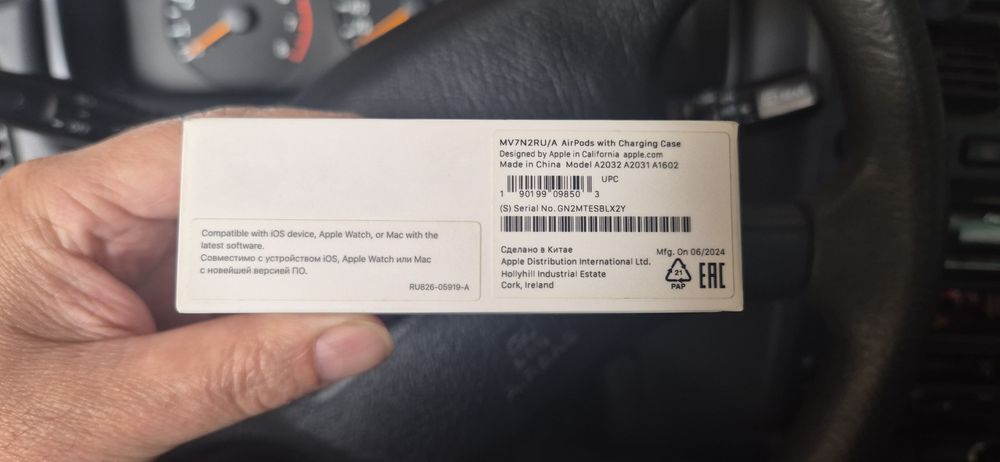 MV7N2RU/A AirPods with Charging Case
Designed by Apple in California apple.com
Made in China Model A2032 A2031 A1602
UPC
1 90199 09850 3
(S) Serial No. GN2MTESBLX2Y
Compatible with iOS device, Apple Watch, or Mac with the
latest software.
Совместимо с устройством iOS, Apple Watch или Mac
с новейшей версией ПО.
RU826-05919-A
Сделано в Китае
Apple Distribution International Ltd.
Hollyhill Industrial Estate
Cork, Ireland
Mfg. On 06/2024
21
PAP
EAC